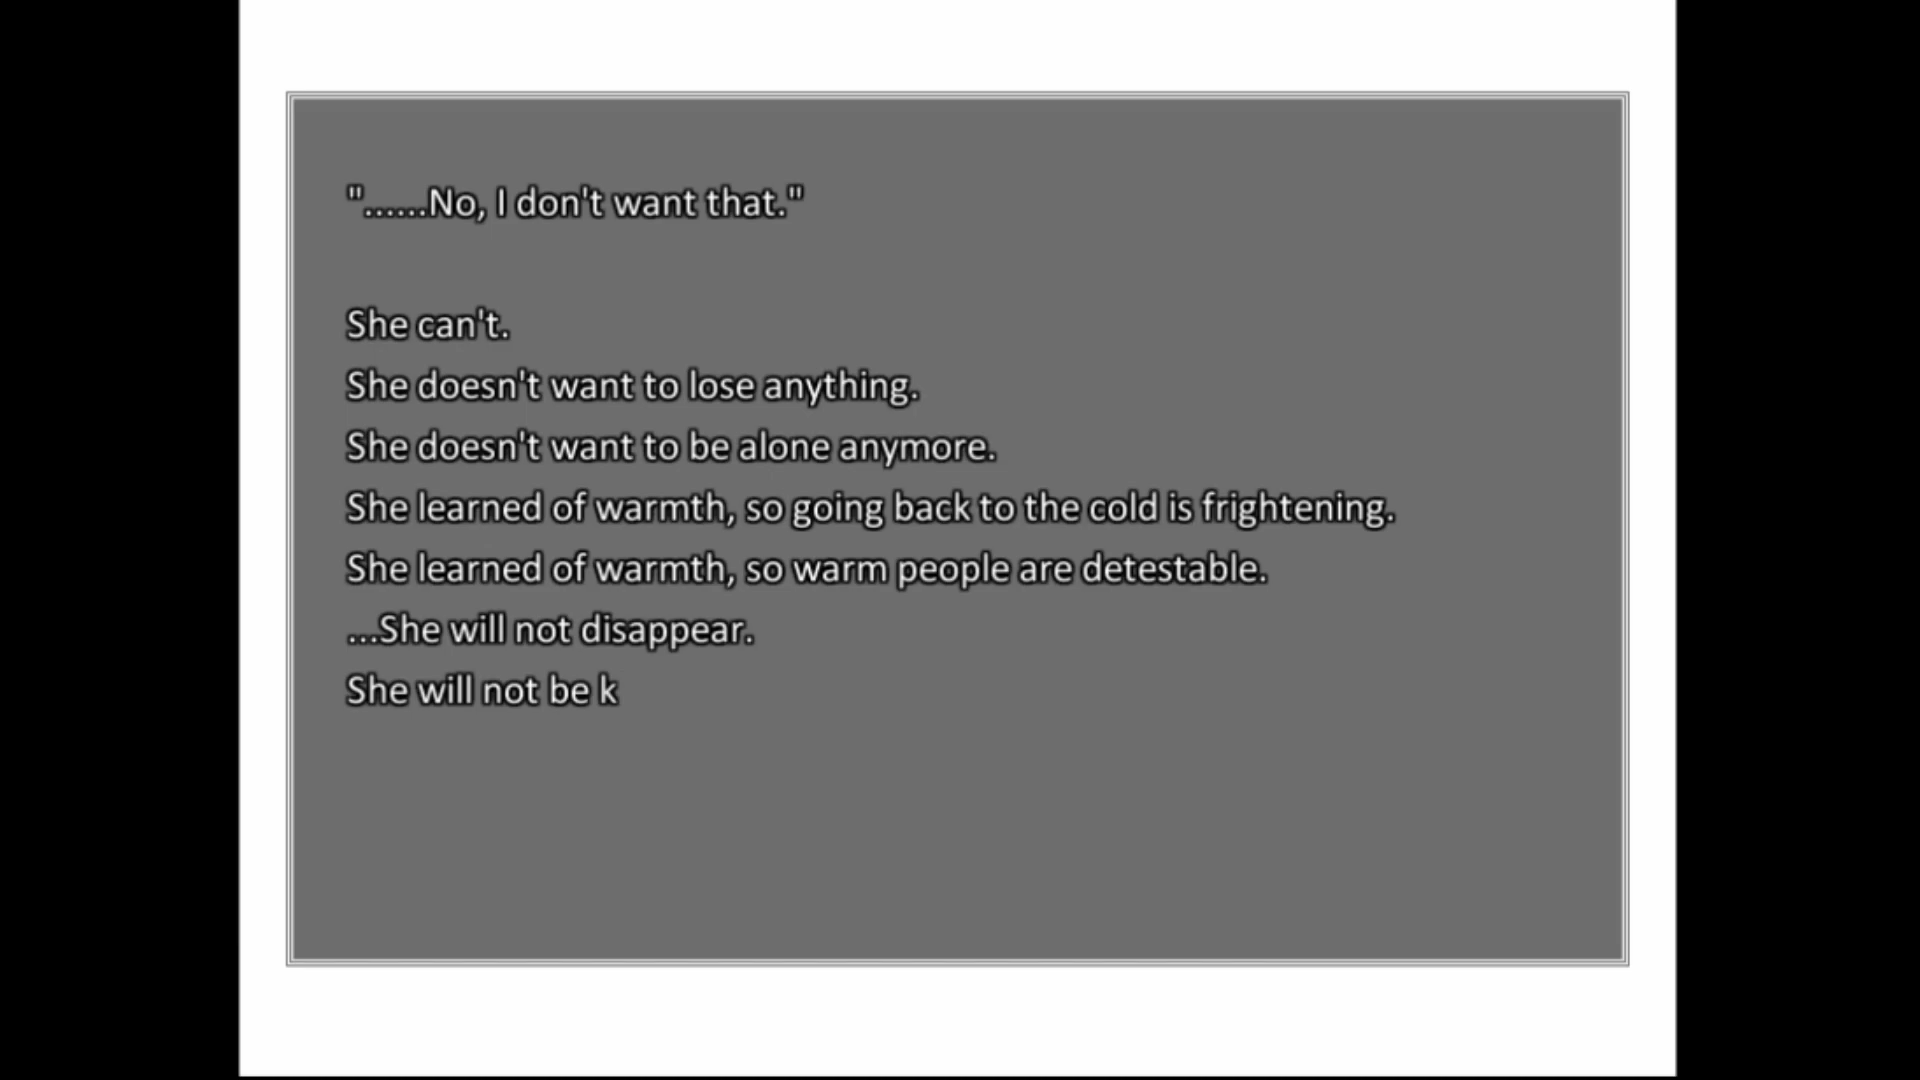 "......No, I don't want that."
She can't.
She doesn't want to lose anything.
She doesn't want to be alone anymore.
She learned of warmth, so going back to the cold is frightening.
She learned of warmth, so warm people are detestable.
...She will not disappear.
She will not be k